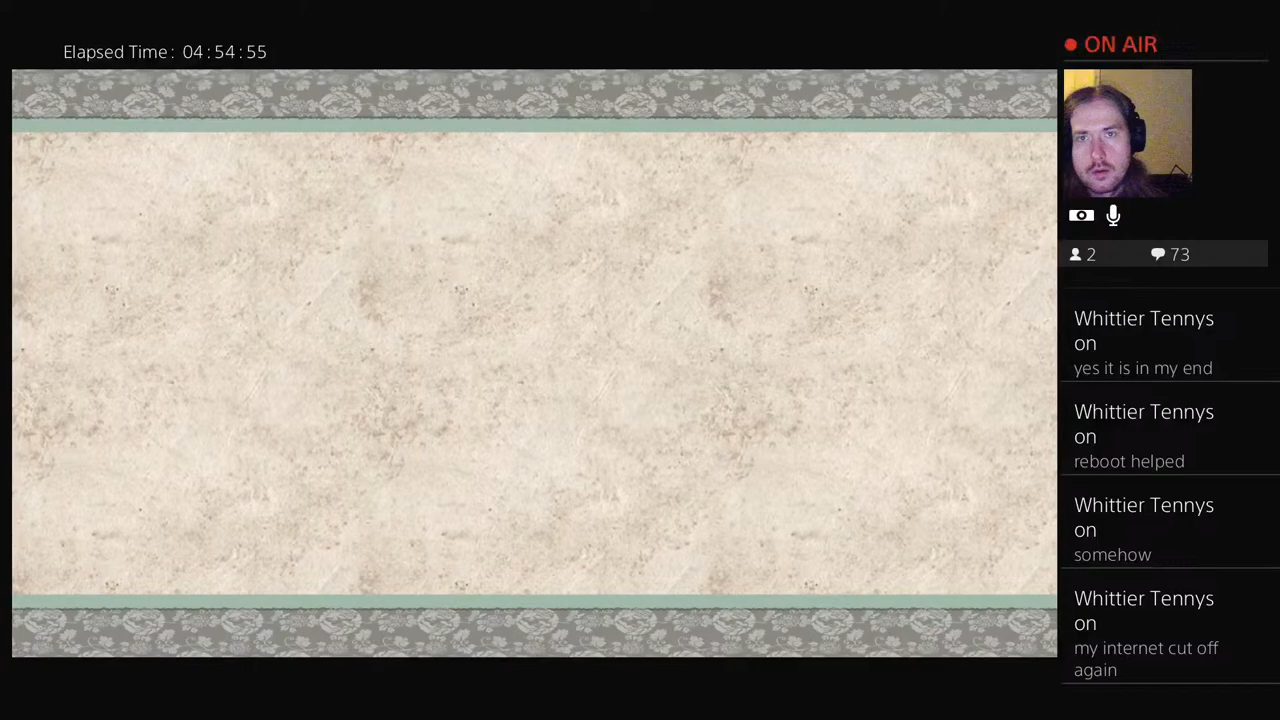 Elapsed Time: 04:54:55
ON AIR
2 73
Whittier Tennys
on
yes it is in my end
Whittier Tennys
on
reboot helped
Whittier Tennys
on
somehow
Whittier Tennys
on
my internet cut off
again